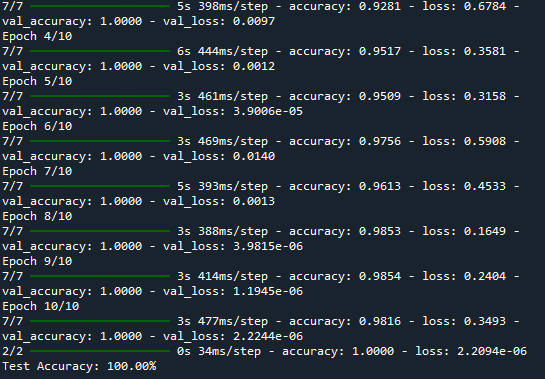 7/7 ━━━━━━━━━━━━━━━━━━━━ 5s 398ms/step - accuracy: 0.9281 - loss: 0.6784 -
val_accuracy: 1.0000 - val_loss: 0.0097
Epoch 4/10
7/7 ━━━━━━━━━━━━━━━━━━━━ 6s 444ms/step - accuracy: 0.9517 - loss: 0.3581 -
val_accuracy: 1.0000 - val_loss: 0.0012
Epoch 5/10
7/7 ━━━━━━━━━━━━━━━━━━━━ 3s 461ms/step - accuracy: 0.9509 - loss: 0.3158 -
val_accuracy: 1.0000 - val_loss: 3.9006e-05
Epoch 6/10
7/7 ━━━━━━━━━━━━━━━━━━━━ 3s 469ms/step - accuracy: 0.9756 - loss: 0.5908 -
val_accuracy: 1.0000 - val_loss: 0.0140
Epoch 7/10
7/7 ━━━━━━━━━━━━━━━━━━━━ 5s 393ms/step - accuracy: 0.9613 - loss: 0.4533 -
val_accuracy: 1.0000 - val_loss: 0.0013
Epoch 8/10
7/7 ━━━━━━━━━━━━━━━━━━━━ 3s 388ms/step - accuracy: 0.9853 - loss: 0.1649 -
val_accuracy: 1.0000 - val_loss: 3.9815e-06
Epoch 9/10
7/7 ━━━━━━━━━━━━━━━━━━━━ 3s 414ms/step - accuracy: 0.9854 - loss: 0.2404 -
val_accuracy: 1.0000 - val_loss: 1.1945e-06
Epoch 10/10
7/7 ━━━━━━━━━━━━━━━━━━━━ 3s 477ms/step - accuracy: 0.9816 - loss: 0.3493 -
val_accuracy: 1.0000 - val_loss: 2.2244e-06
2/2 ━━━━━━━━━━━━━━━━━━━━ 0s 34ms/step - accuracy: 1.0000 - loss: 2.2094e-06
Test Accuracy: 100.00%